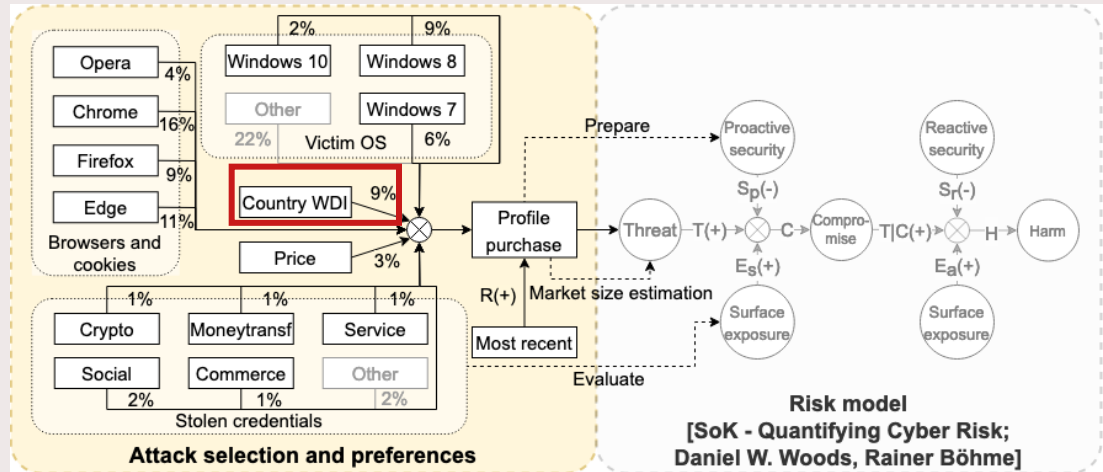 2%
9%
Opera
4%
Windows 10
Windows 8
Chrome
16%
Other
Windows 7
22%
6%
Victim OS
Firefox
9%
Edge
11%
Browsers and
cookies
Country WDI
9%
Price
3%
Profile
purchase
R(+)
Most recent
1%
1%
1%
Crypto
Moneytransf
Service
Social
Commerce
Other
2%
1%
2%
Stolen credentials
Attack selection and preferences
Prepare
Market size estimation
Evaluate
Proactive
security
Reactive
security
Sp(-)
Sr(-)
Threat
T(+)
C
Compro-
mise
T|C(+)
H
Harm
Es(+)
Ea(+)
Surface
exposure
Surface
exposure
Risk model
[SoK - Quantifying Cyber Risk;
Daniel W. Woods, Rainer Böhme]